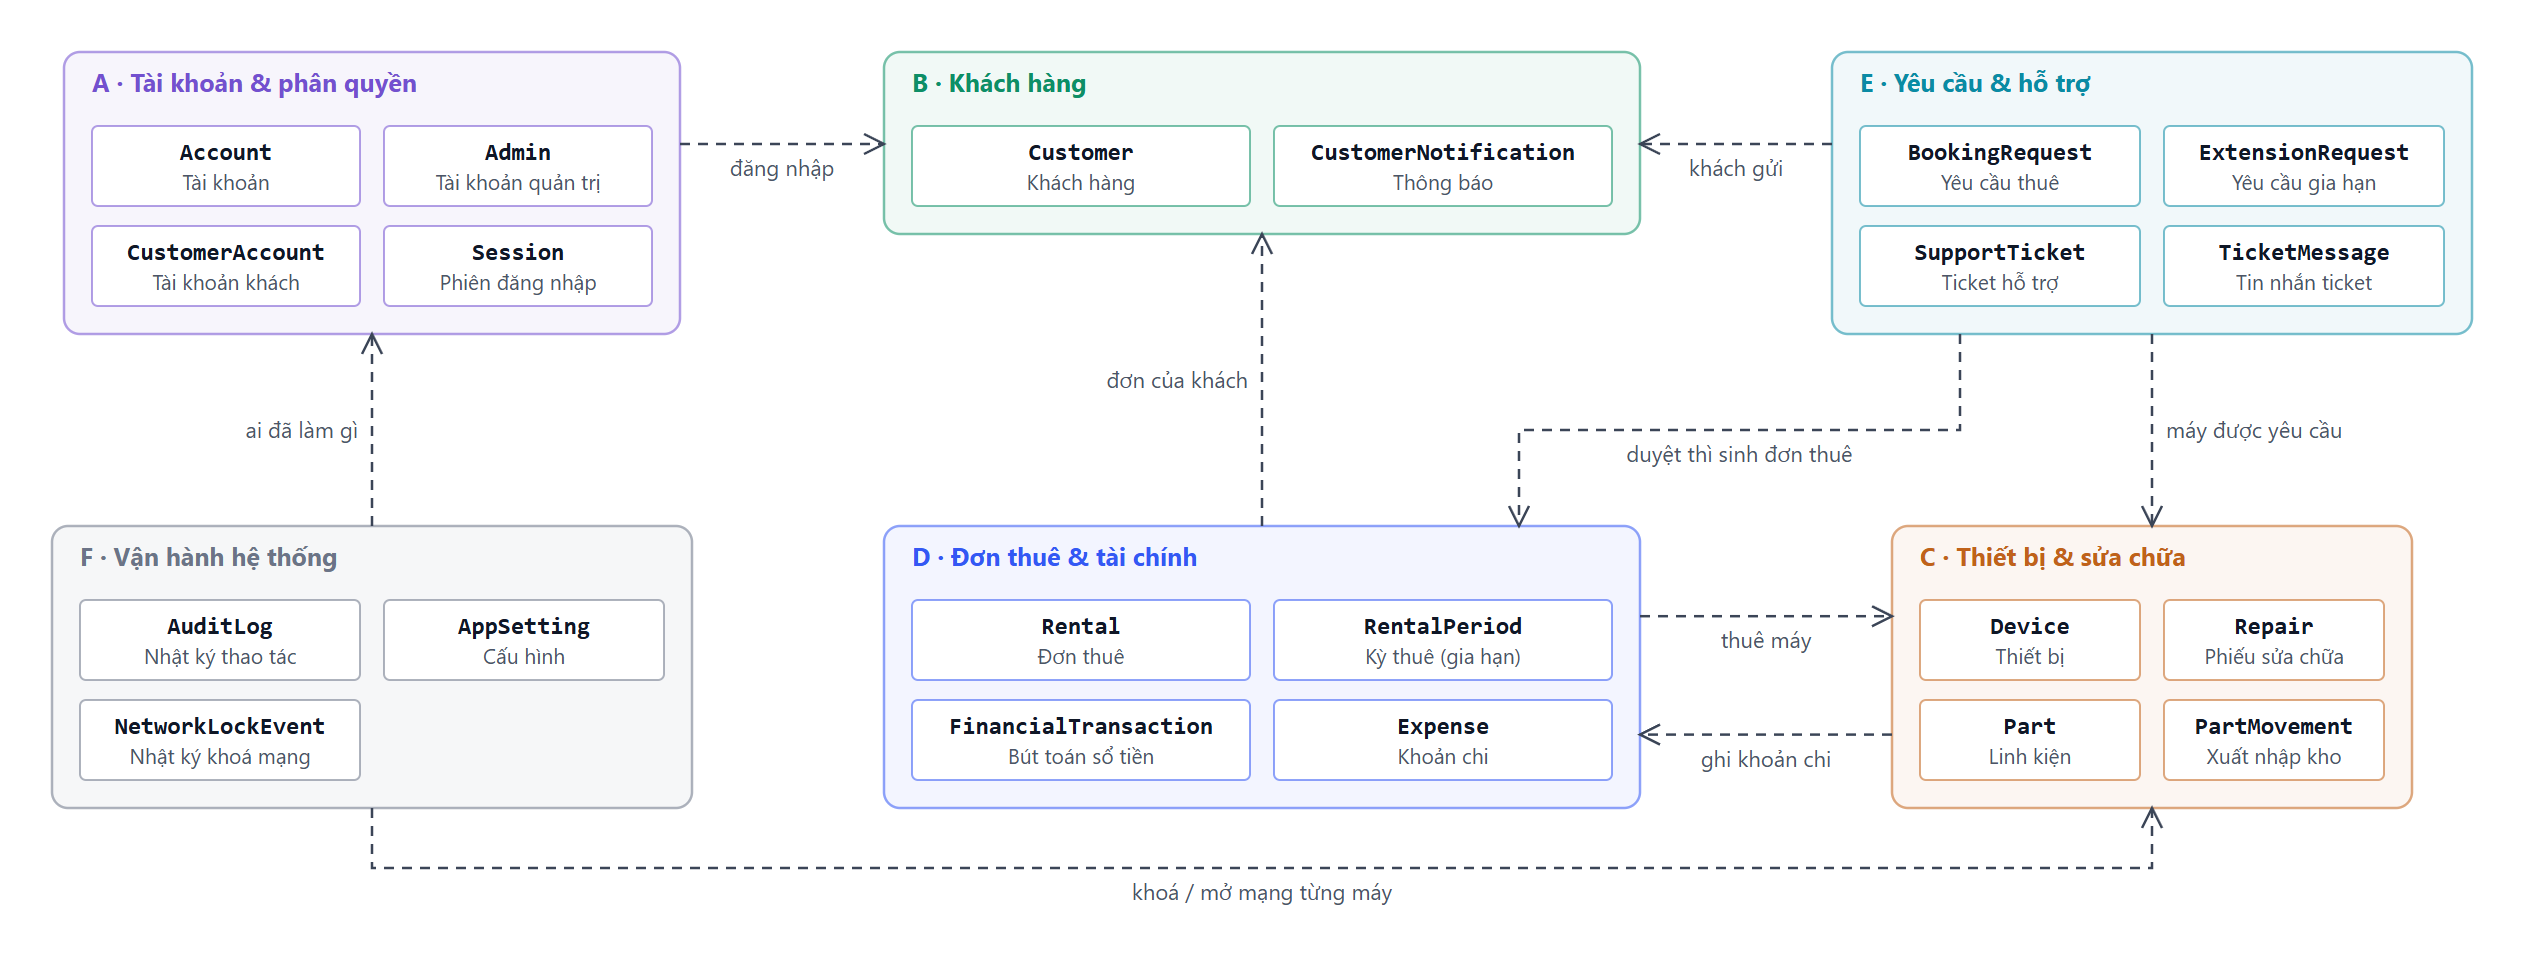 A · Tài khoản & phân quyền
Account
Tài khoản
Admin
Tài khoản quản trị
CustomerAccount
Tài khoản khách
Session
Phiên đăng nhập
đăng nhập
B · Khách hàng
Customer
Khách hàng
CustomerNotification
Thông báo
khách gửi
E · Yêu cầu & hỗ trợ
BookingRequest
Yêu cầu thuê
ExtensionRequest
Yêu cầu gia hạn
SupportTicket
Ticket hỗ trợ
TicketMessage
Tin nhắn ticket
ai đã làm gì
đơn của khách
duyệt thì sinh đơn thuê
máy được yêu cầu
F · Vận hành hệ thống
AuditLog
Nhật ký thao tác
AppSetting
Cấu hình
NetworkLockEvent
Nhật ký khoá mạng
D · Đơn thuê & tài chính
Rental
Đơn thuê
RentalPeriod
Kỳ thuê (gia hạn)
FinancialTransaction
Bút toán sổ tiền
Expense
Khoản chi
thuê máy
ghi khoản chi
C · Thiết bị & sửa chữa
Device
Thiết bị
Repair
Phiếu sửa chữa
Part
Linh kiện
PartMovement
Xuất nhập kho
khoá / mở mạng từng máy